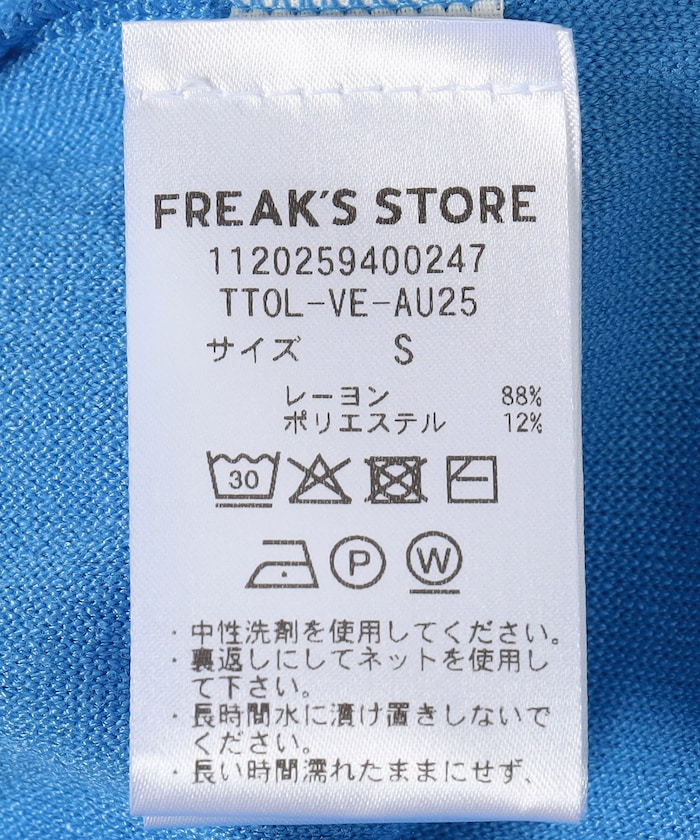 FREAK'S STORE
1120259400247
TTOL-VE-AU25
サイズ S
レーヨン 88%
ポリエステル 12%
30
P W
・中性洗剤を使用してください。
・裏返しにしてネットを使用し
て下さい。
・長時間水に漬け置きしないで
ください。
・長い時間濡れたままにせず、